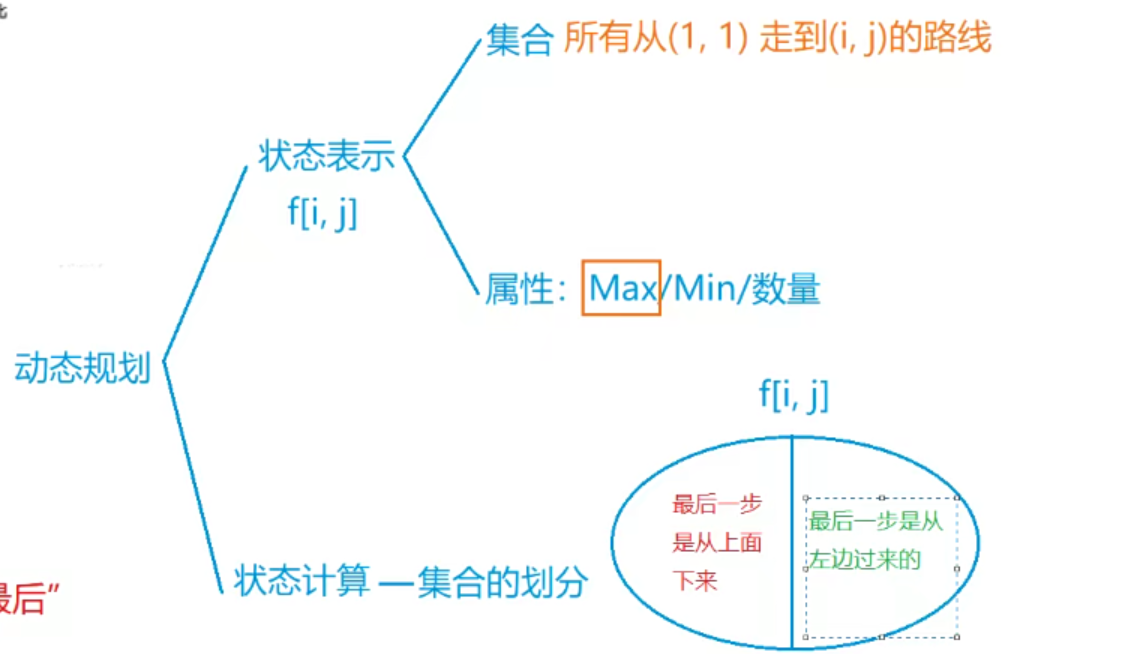 集合 所有从(1, 1) 走到(i, j)的路线
状态表示
f[i, j]
属性：Max/Min/数量
动态规划
f[i, j]
最后一步
是从上面
下来
最后一步是从
左边过来的
状态计算 — 集合的划分
最后”